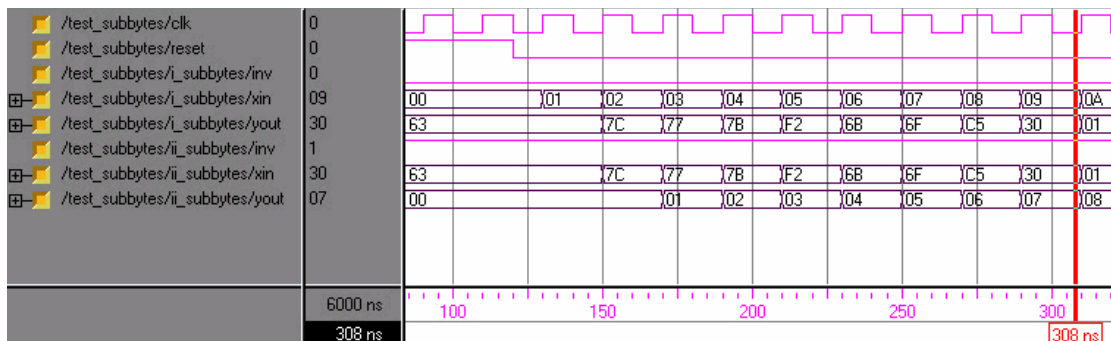 /test_subbytes/clk 0
/test_subbytes/reset 0
/test_subbytes/i_subbytes/inv 0
/test_subbytes/i_subbytes/xin 09 00 01 02 03 04 05 06 07 08 09 0A
/test_subbytes/i_subbytes/yout 30 63 7C 77 7B F2 6B 6F C5 30 01
/test_subbytes/ii_subbytes/inv 1
/test_subbytes/ii_subbytes/xin 30 63 7C 77 7B F2 6B 6F C5 30 01
/test_subbytes/ii_subbytes/yout 07 00 01 02 03 04 05 06 07 08
6000 ns 100 150 200 250 300
308 ns 308 ns